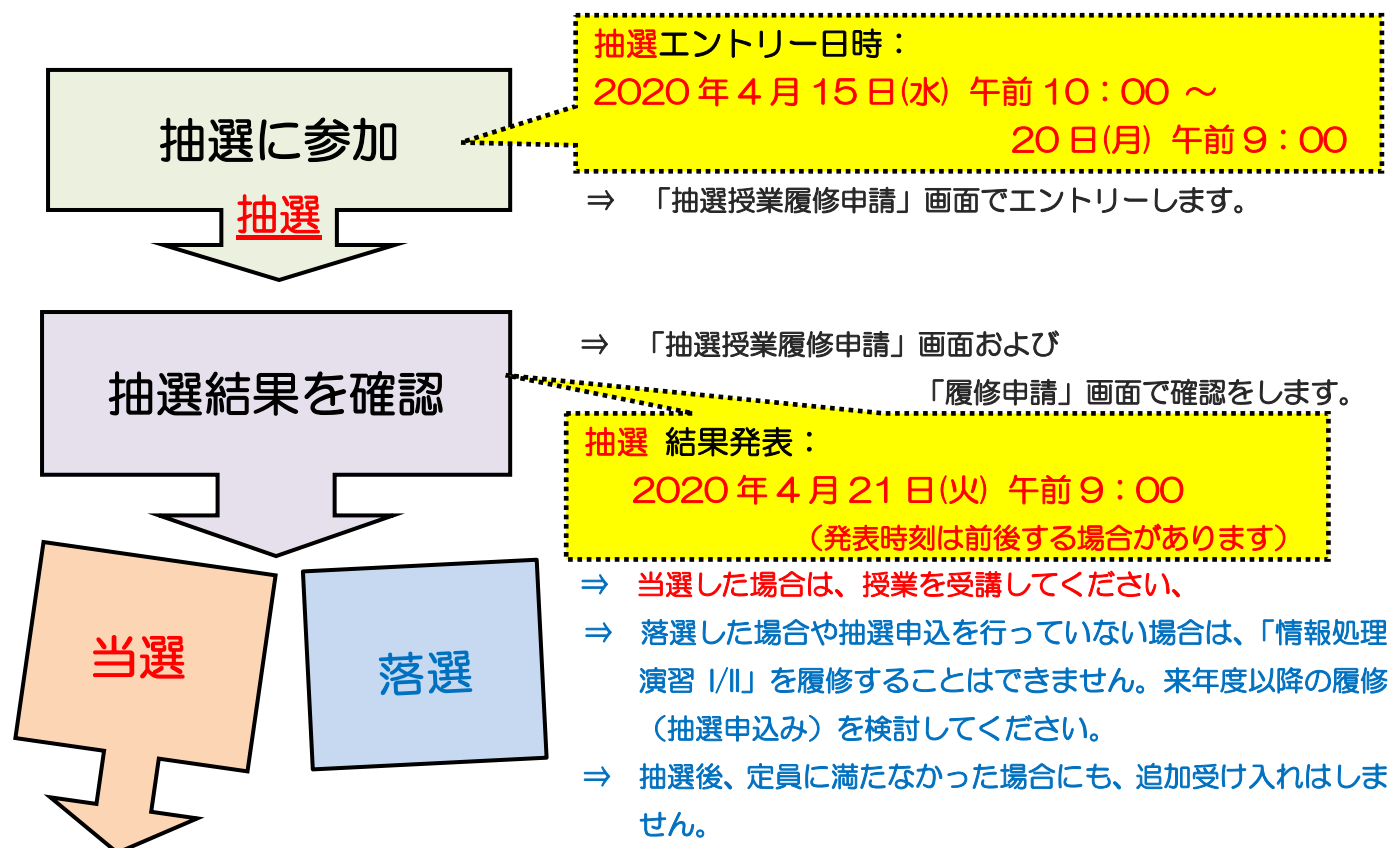 抽選エントリー日時：
2020年4月15日(水) 午前10：00 ～
20日(月) 午前9：00
抽選に参加
抽選
⇒ 「抽選授業履修申請」画面でエントリーします。
抽選結果を確認
⇒ 「抽選授業履修申請」画面および
「履修申請」画面で確認をします。
抽選 結果発表：
2020年4月21日(火) 午前9：00
（発表時刻は前後する場合があります）
当選
落選
⇒ 当選した場合は、授業を受講してください、
⇒ 落選した場合や抽選申込を行っていない場合は、「情報処理
演習 I/II」を履修することはできません。来年度以降の履修
（抽選申込み）を検討してください。
⇒ 抽選後、定員に満たなかった場合にも、追加受け入れはしま
せん。